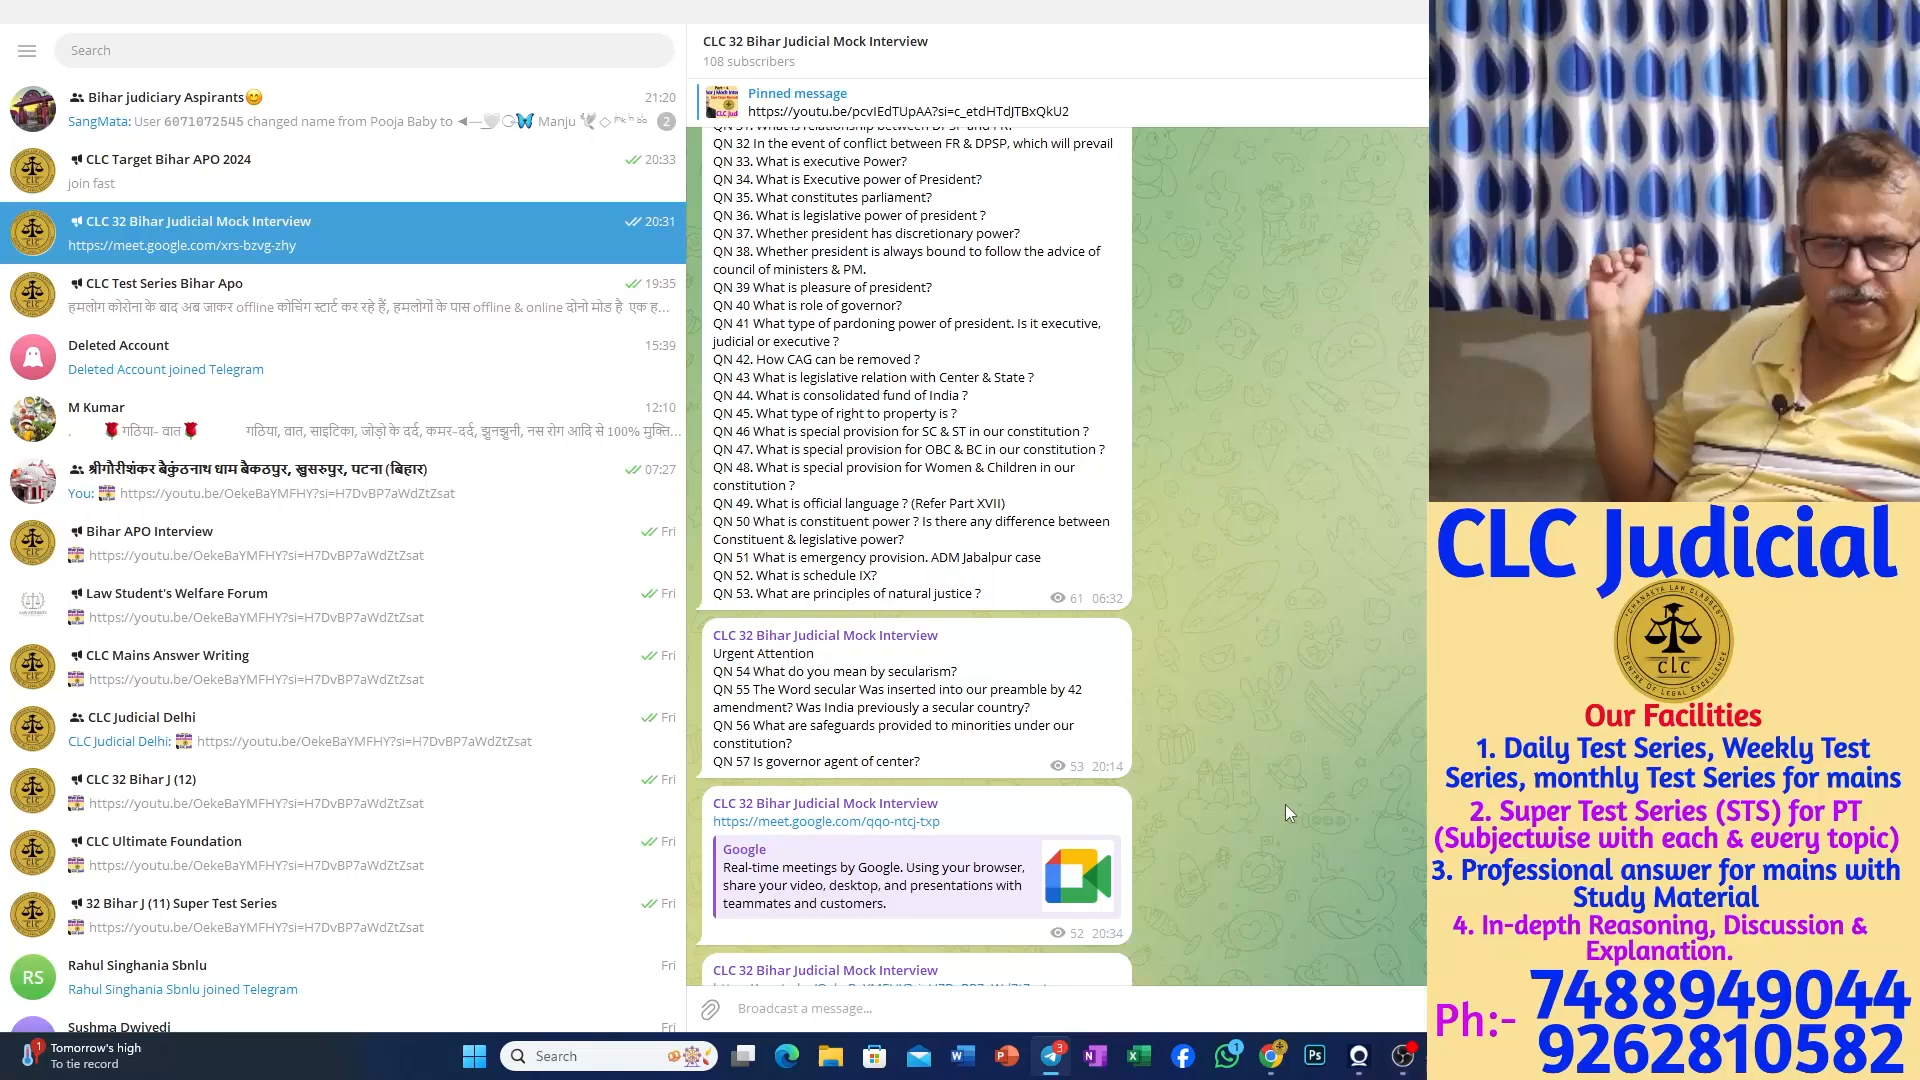 Search
Bihar judiciary Aspirants😊
21:20
SangMata: User 6071072545 changed name from Pooja Baby to
Manju
2
CLC Target Bihar APO 2024
20:33
join fast
CLC 32 Bihar Judicial Mock Interview
20:31
https://meet.google.com/xrs-bzvg-zhy
CLC Test Series Bihar Apo
19:35
हमलोग कोरोना के बाद अब जाकर offline कोचिंग स्टार्ट कर रहे हैं, हमलोगों के पास offline & online दोनो मोड है एक ह...
Deleted Account
15:39
Deleted Account joined Telegram
M Kumar
12:10
. 🌹गठिया- वात🌹 गठिया, वात, साइटिका, जोड़ो के दर्द, कमर-दर्द, झुनझुनी, नस रोग आदि से 100% मुक्ति...
श्रीगौरीशंकर बैकुंठनाथ धाम बैकठपुर, खुसरुपुर, पटना (बिहार)
07:27
You: https://youtu.be/OekeBaYMFHY?si=H7DvBP7aWdZtZsat
Bihar APO Interview
Fri
https://youtu.be/OekeBaYMFHY?si=H7DvBP7aWdZtZsat
Law Student's Welfare Forum
Fri
https://youtu.be/OekeBaYMFHY?si=H7DvBP7aWdZtZsat
CLC Mains Answer Writing
Fri
https://youtu.be/OekeBaYMFHY?si=H7DvBP7aWdZtZsat
CLC Judicial Delhi
Fri
CLC Judicial Delhi: https://youtu.be/OekeBaYMFHY?si=H7DvBP7aWdZtZsat
CLC 32 Bihar J (12)
Fri
https://youtu.be/OekeBaYMFHY?si=H7DvBP7aWdZtZsat
CLC Ultimate Foundation
Fri
https://youtu.be/OekeBaYMFHY?si=H7DvBP7aWdZtZsat
32 Bihar J (11) Super Test Series
Fri
https://youtu.be/OekeBaYMFHY?si=H7DvBP7aWdZtZsat
RS
Rahul Singhania Sbnlu
Fri
Rahul Singhania Sbnlu joined Telegram
Sushma Dwivedi
Fri
CLC 32 Bihar Judicial Mock Interview
108 subscribers
Pinned message
https://youtu.be/pcvIEdTUpAA?si=c_etdHTdJTBxQkU2
QN 31. What is relationship between DPSP and FR.
QN 32 In the event of conflict between FR & DPSP, which will prevail
QN 33. What is executive Power?
QN 34. What is Executive power of President?
QN 35. What constitutes parliament?
QN 36. What is legislative power of president ?
QN 37. Whether president has discretionary power?
QN 38. Whether president is always bound to follow the advice of
council of ministers & PM.
QN 39 What is pleasure of president?
QN 40 What is role of governor?
QN 41 What type of pardoning power of president. Is it executive,
judicial or executive ?
QN 42. How CAG can be removed ?
QN 43 What is legislative relation with Center & State ?
QN 44. What is consolidated fund of India ?
QN 45. What type of right to property is ?
QN 46 What is special provision for SC & ST in our constitution ?
QN 47. What is special provision for OBC & BC in our constitution ?
QN 48. What is special provision for Women & Children in our
constitution ?
QN 49. What is official language ? (Refer Part XVII)
QN 50 What is constituent power ? Is there any difference between
Constituent & legislative power?
QN 51 What is emergency provision. ADM Jabalpur case
QN 52. What is schedule IX?
QN 53. What are principles of natural justice ?
61 06:32
CLC 32 Bihar Judicial Mock Interview
Urgent Attention
QN 54 What do you mean by secularism?
QN 55 The Word secular Was inserted into our preamble by 42
amendment? Was India previously a secular country?
QN 56 What are safeguards provided to minorities under our
constitution?
QN 57 Is governor agent of center?
53 20:14
CLC 32 Bihar Judicial Mock Interview
https://meet.google.com/qqo-ntcj-txp
Google
Real-time meetings by Google. Using your browser,
share your video, desktop, and presentations with
teammates and customers.
52 20:34
CLC 32 Bihar Judicial Mock Interview
Broadcast a message...
CLC Judicial
CHANAKYA LAW CLASSES
CLC
CENTRE OF LEGAL EXCELLENCE
Our Facilities
1. Daily Test Series, Weekly Test
Series, monthly Test Series for mains
2. Super Test Series (STS) for PT
(Subjectwise with each & every topic)
3. Professional answer for mains with
Study Material
4. In-depth Reasoning, Discussion &
Explanation.
Ph:- 7488949044
9262810582
1
Tomorrow's high
To tie record
Search
3
1